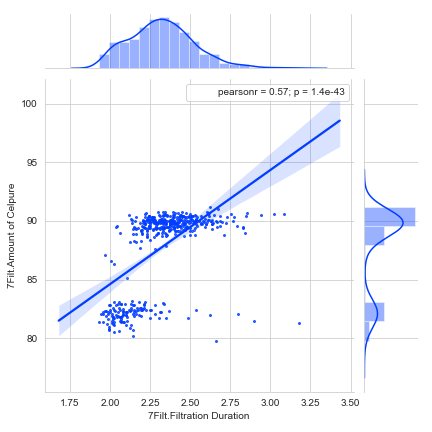 pearsonr = 0.57; p = 1.4e-43
100
95
90
85
80
7Filt.Amount of Celpure
1.75 2.00 2.25 2.50 2.75 3.00 3.25 3.50
7Filt.Filtration Duration